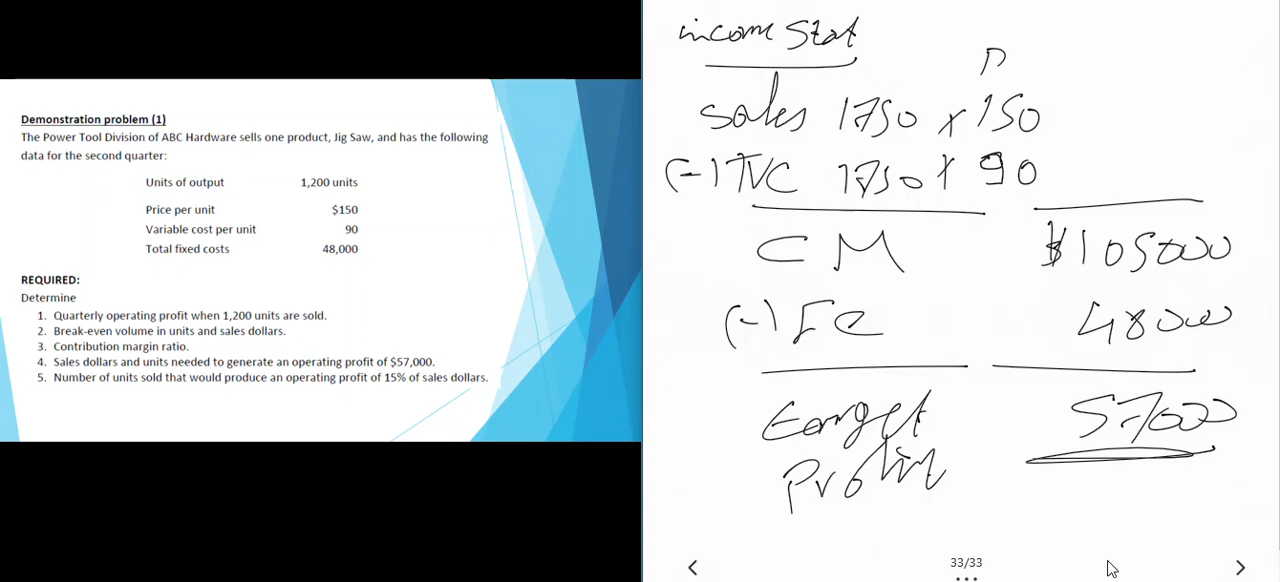 Demonstration problem (1)
The Power Tool Division of ABC Hardware sells one product, Jig Saw, and has the following
data for the second quarter:
Units of output 1,200 units
Price per unit $150
Variable cost per unit 90
Total fixed costs 48,000
REQUIRED:
Determine
1. Quarterly operating profit when 1,200 units are sold.
2. Break-even volume in units and sales dollars.
3. Contribution margin ratio.
4. Sales dollars and units needed to generate an operating profit of $57,000.
5. Number of units sold that would produce an operating profit of 15% of sales dollars.
income Stat
P
sales 1750 x 150
(-) TVC 1750 x 90
CM $105000
(-) FC 48000
target 57000
Profit
33/33